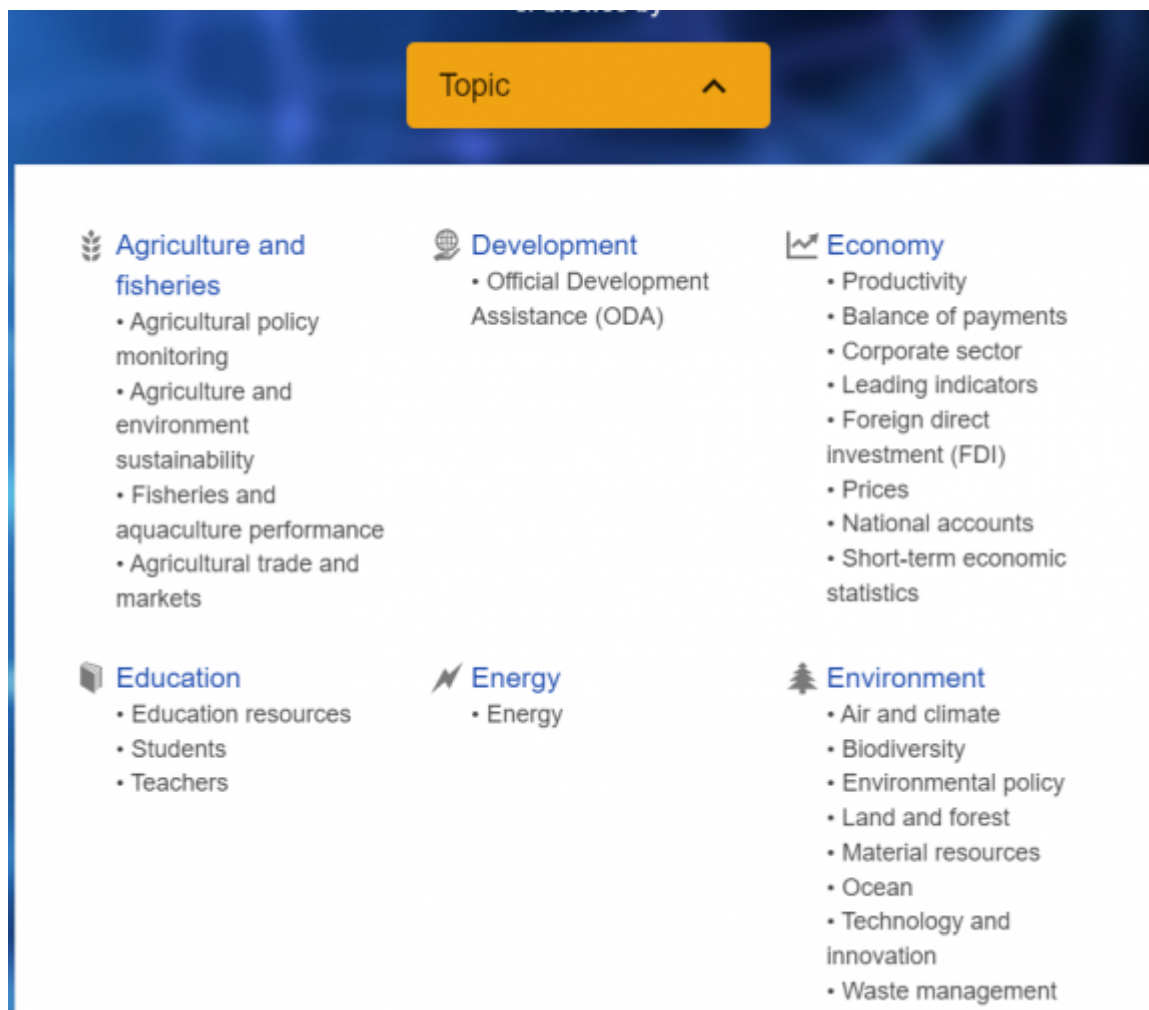 Topic
Agriculture and
fisheries
• Agricultural policy
monitoring
• Agriculture and
environment
sustainability
• Fisheries and
aquaculture performance
• Agricultural trade and
markets
Development
• Official Development
Assistance (ODA)
Economy
• Productivity
• Balance of payments
• Corporate sector
• Leading indicators
• Foreign direct
investment (FDI)
• Prices
• National accounts
• Short-term economic
statistics
Education
• Education resources
• Students
• Teachers
Energy
• Energy
Environment
• Air and climate
• Biodiversity
• Environmental policy
• Land and forest
• Material resources
• Ocean
• Technology and
innovation
• Waste management